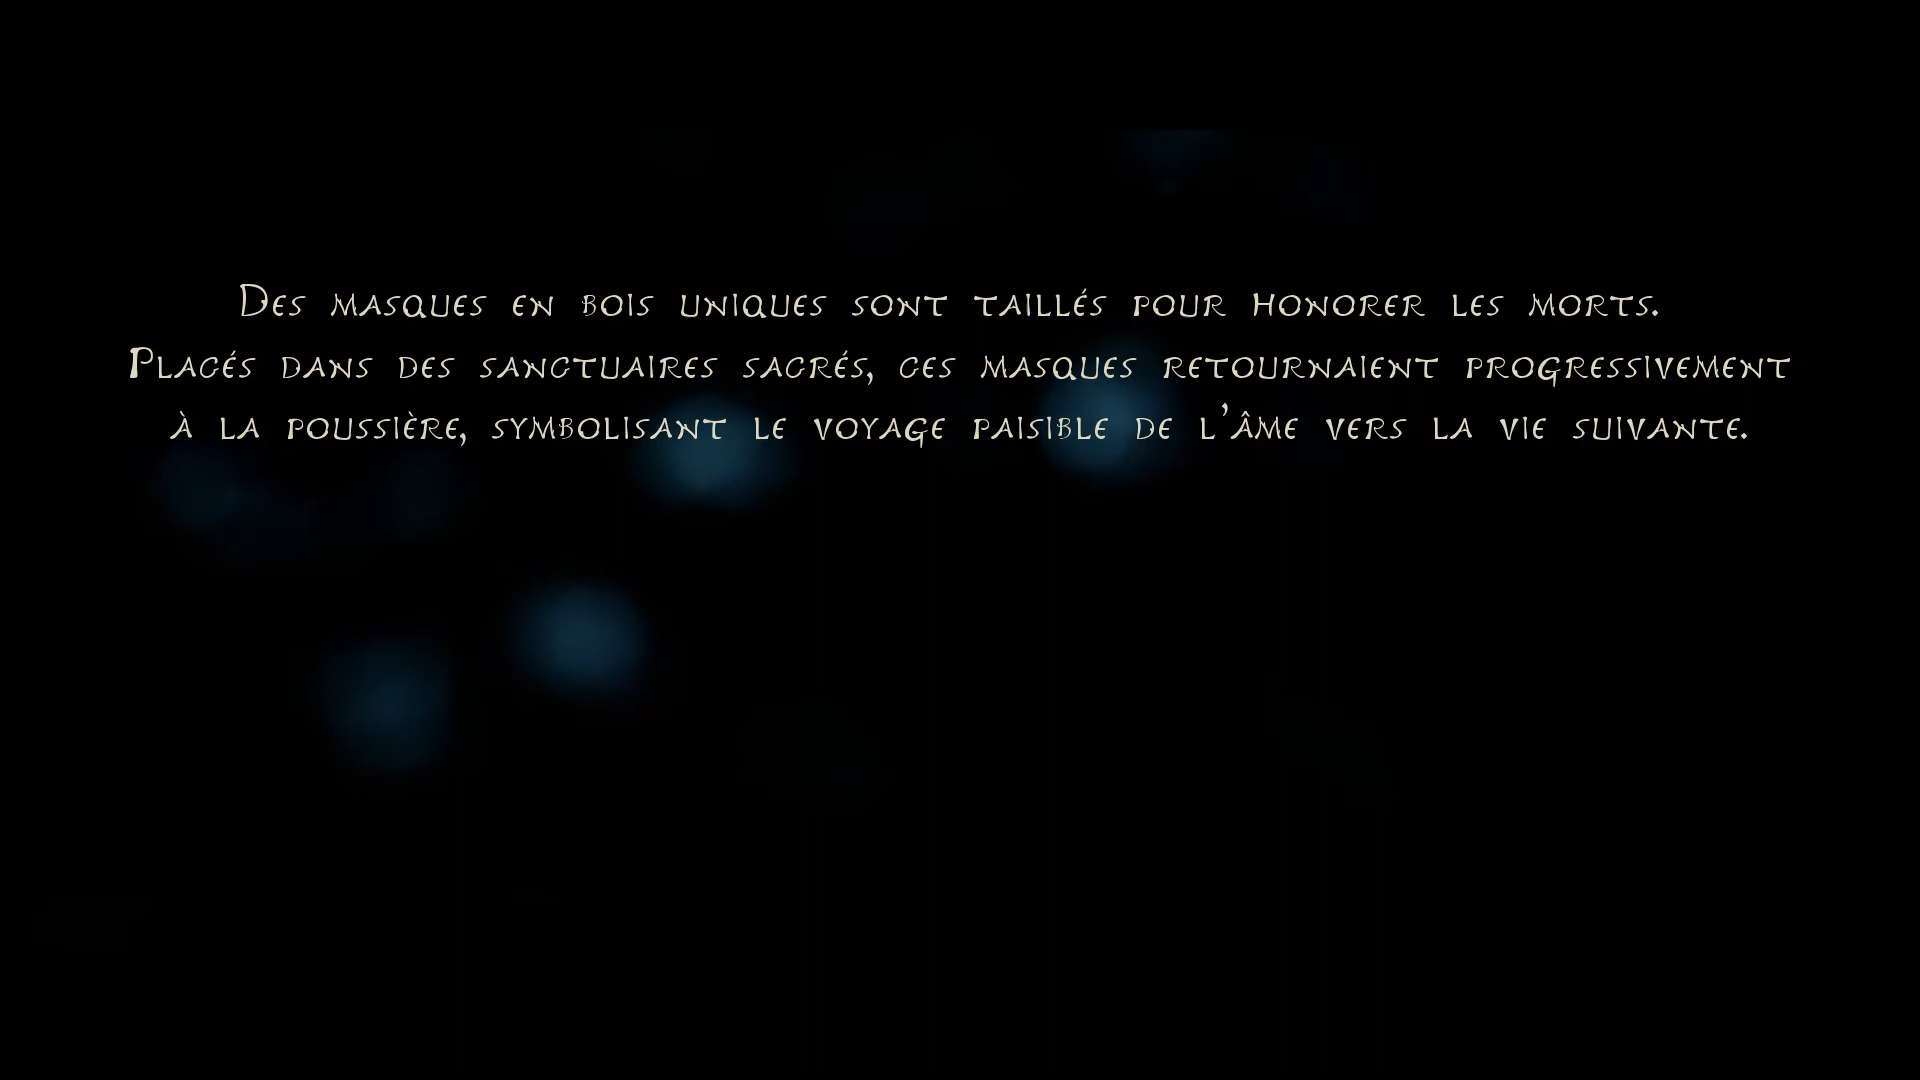 Des masques en bois uniques sont taillés pour honorer les morts.
Placés dans des sanctuaires sacrés, ces masques retournaient progressivement
à la poussière, symbolisant le voyage paisible de l’âme vers la vie suivante.